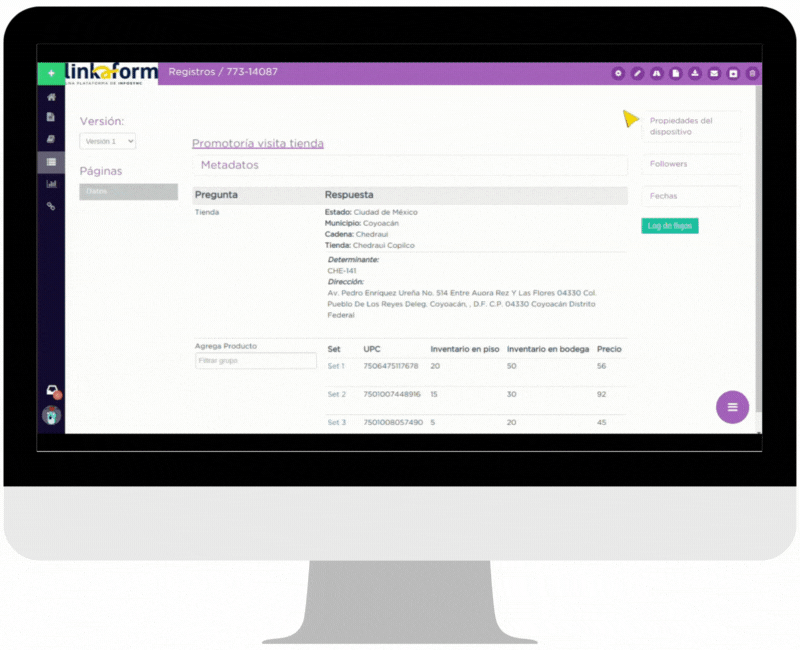 linkaform
UNA PLATAFORMA DE INFOSYNC
Registros / 773-14087
Versión:
Versión 1
Páginas
Datos
Promotoría visita tienda
Metadatos
Pregunta Respuesta
Tienda
Estado: Ciudad de México
Municipio: Coyoacán
Cadena: Chedraui
Tienda: Chedraui Copilco
Determinante:
CHE-141
Dirección:
Av. Pedro Enriquez Ureña No. 514 Entre Auora Rez Y Las Flores 04330 Col.
Pueblo De Los Reyes Deleg. Coyoacán, , D.F. C.P. 04330 Coyoacán Distrito
Federal
Agrega Producto
Filtrar grupo
Set UPC Inventario en piso Inventario en bodega Precio
Set 1 7506475117678 20 50 56
Set 2 7501007448916 15 30 92
Set 3 7501008057490 5 20 45
Propiedades del
dispositivo
Followers
Fechas
Log de flujos